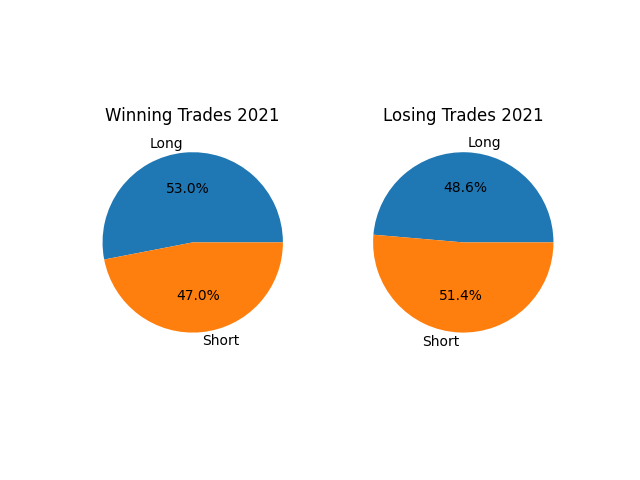 Winning Trades 2021
Long
53.0%
47.0%
Short
Losing Trades 2021
Long
48.6%
51.4%
Short